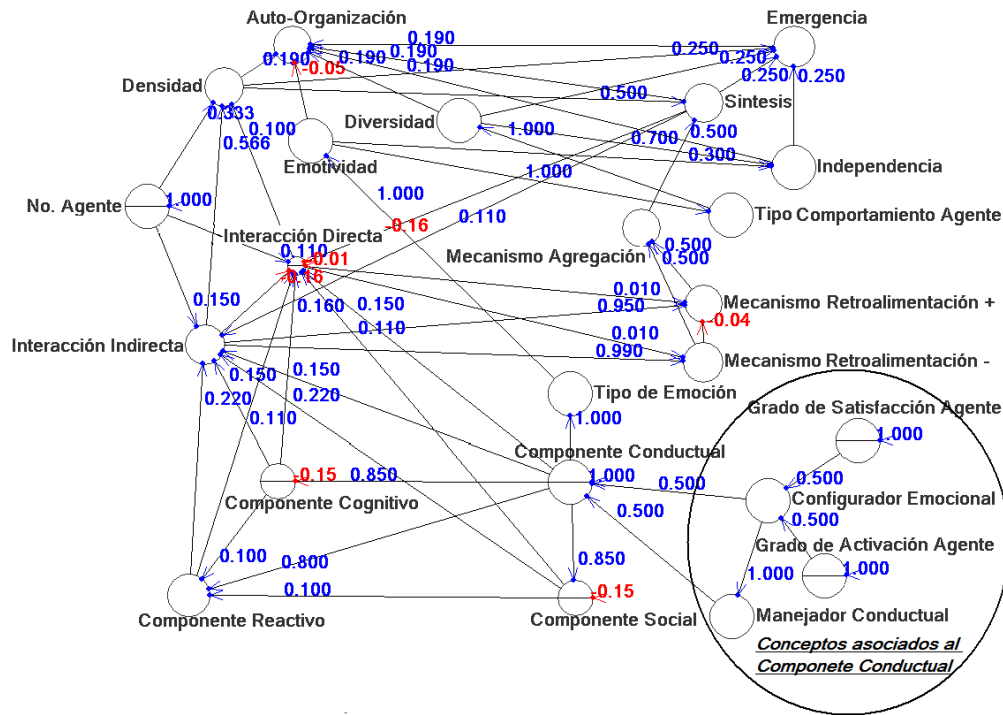 Auto-Organización
Emergencia
0.190
0.190
0.190
0.190
0.190
-0.05
0.250
0.250
0.250
0.250
Densidad
0.333
0.566
0.100
0.500
Síntesis
Diversidad
1.000
0.500
0.700
0.300
Emotividad
Independencia
1.000
1.000
No. Agente
1.000
-0.16
0.110
Tipo Comportamiento Agente
Interacción Directa
0.110
-0.01
-0.16
Mecanismo Agregación
0.500
0.500
0.150
0.160
0.150
0.110
0.010
0.950
Mecanismo Retroalimentación +
-0.04
Interacción Indirecta
0.010
0.990
Mecanismo Retroalimentación -
0.150
0.150
0.220
0.220
0.110
Tipo de Emoción
1.000
Grado de Satisfacción Agente
1.000
Componente Conductual
1.000
-0.15
0.850
Componente Cognitivo
0.500
0.500
0.500
Configurador Emocional
0.500
Grado de Activación Agente
1.000
0.100
0.800
0.100
0.850
-0.15
1.000
Componente Reactivo
Componente Social
Manejador Conductual
Conceptos asociados al
Componete Conductual